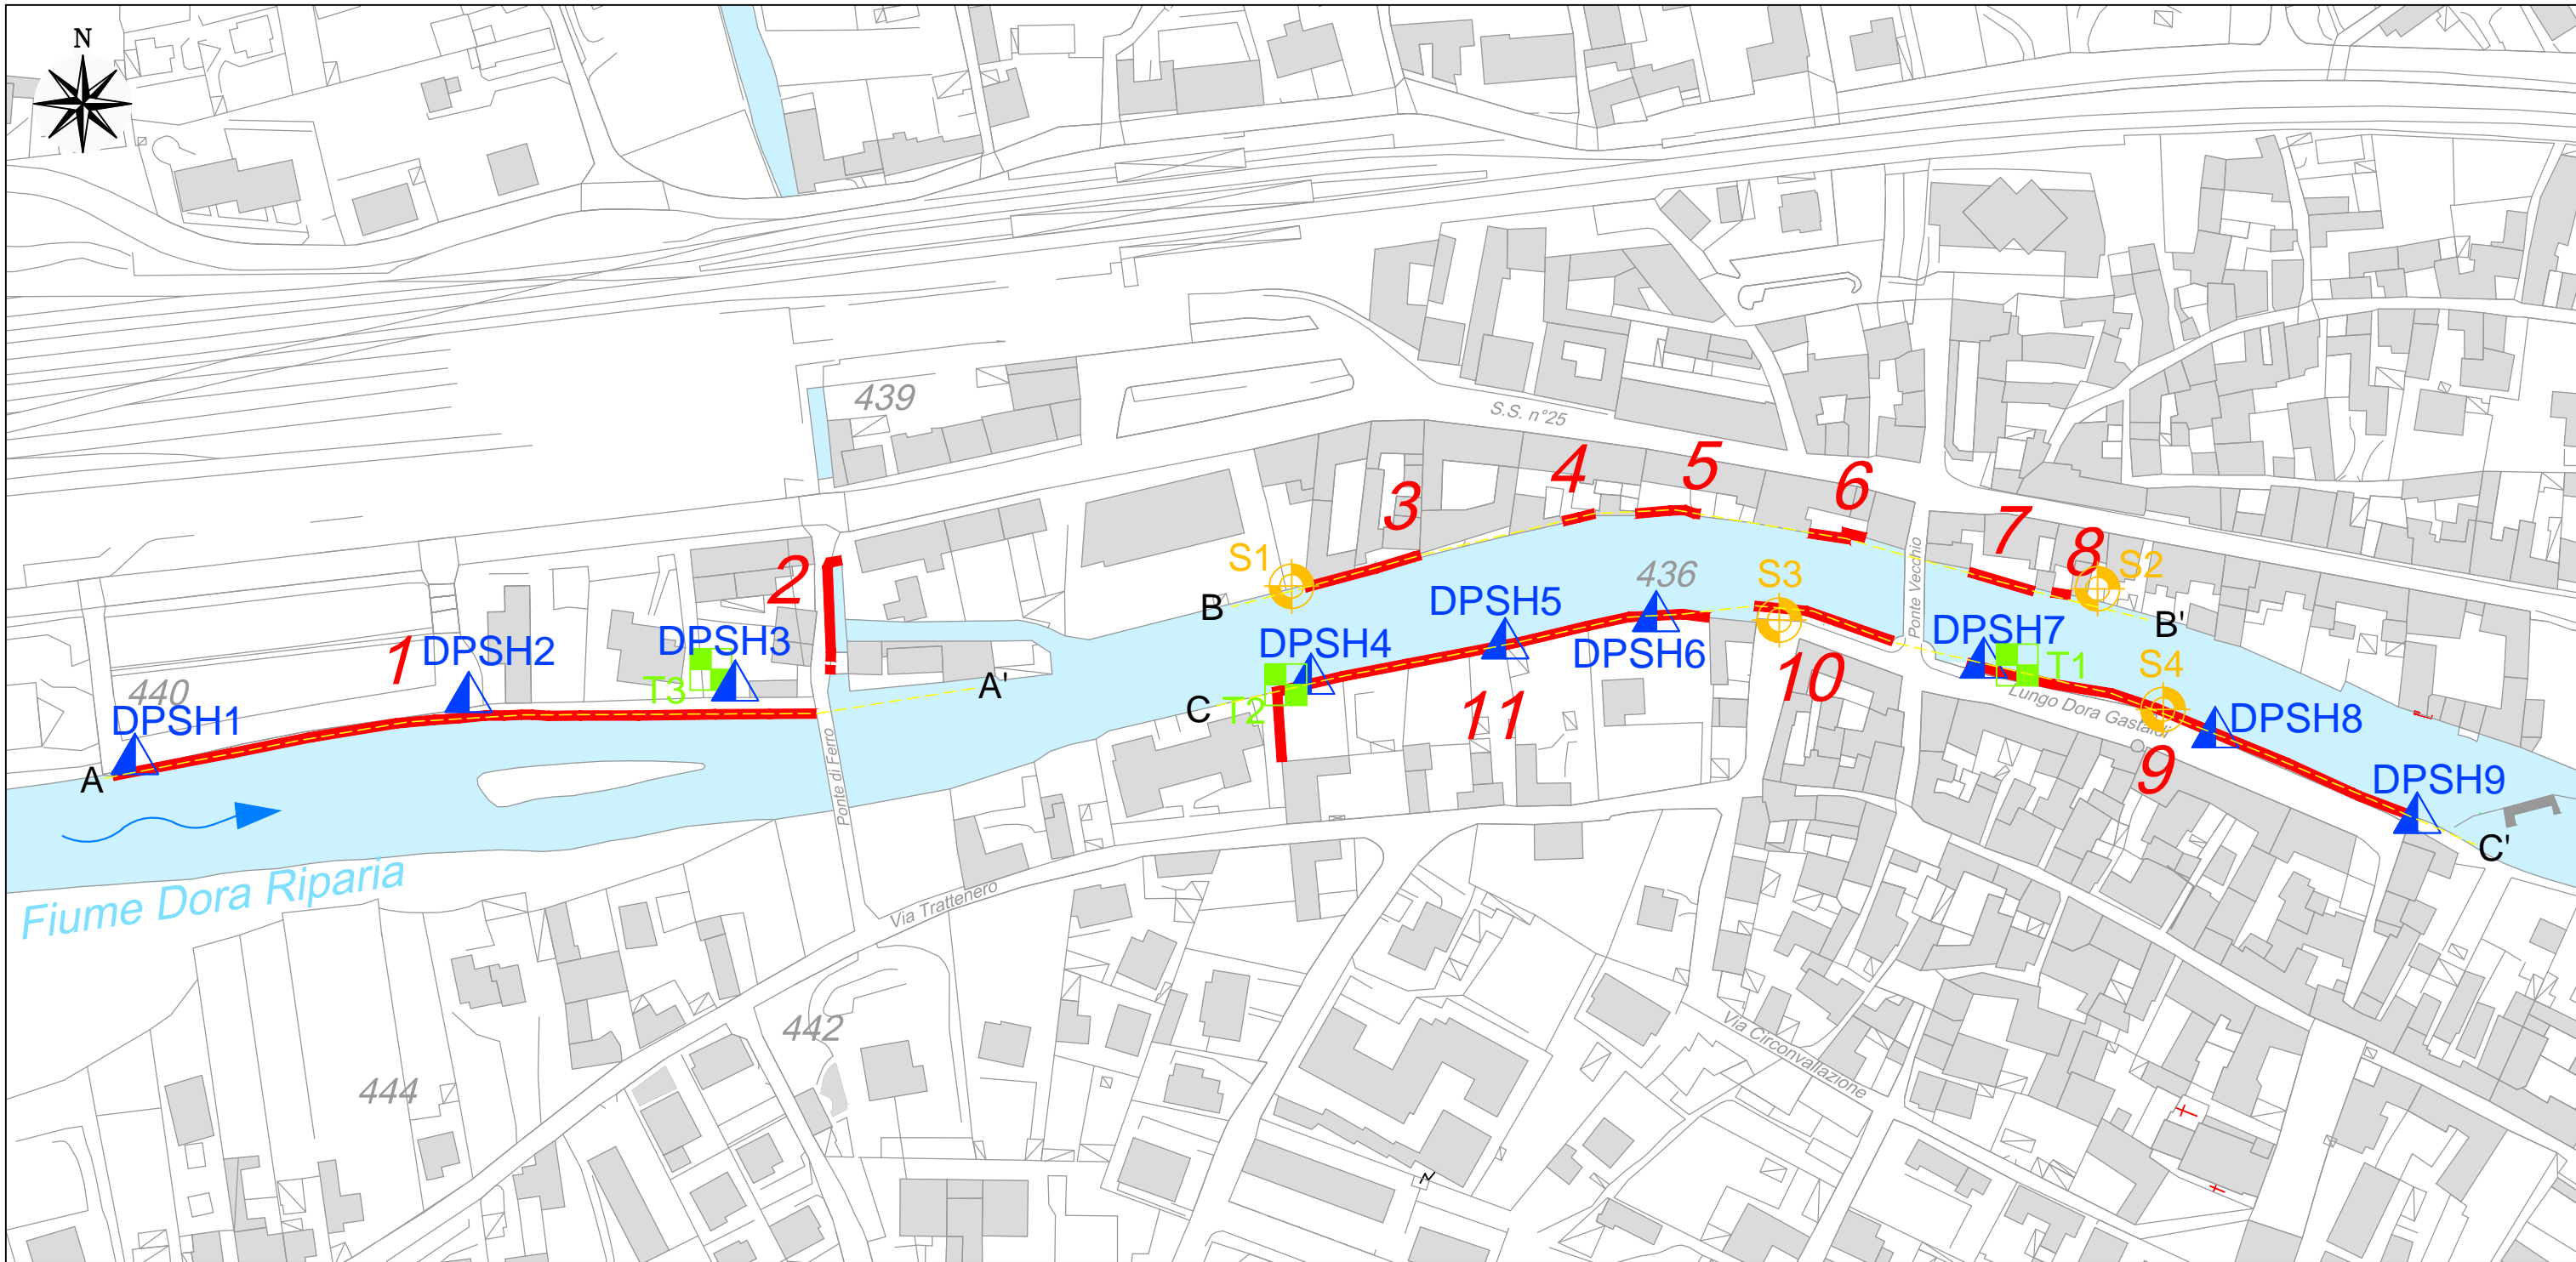 N
439
S.S. n°25
1
2
3
4
5
6
7
8
S1
S2
S3
436
B
B'
Ponte Vecchio
DPSH1
DPSH2
DPSH3
DPSH4
DPSH5
DPSH6
DPSH7
T1
T2
T3
440
A
A'
C
S4
10
11
Lungo Dora Gastaldi
DPSH8
9
DPSH9
C'
Ponte di Ferro
Fiume Dora Riparia
Via Trattenero
442
444
Via Circonvallazione
N